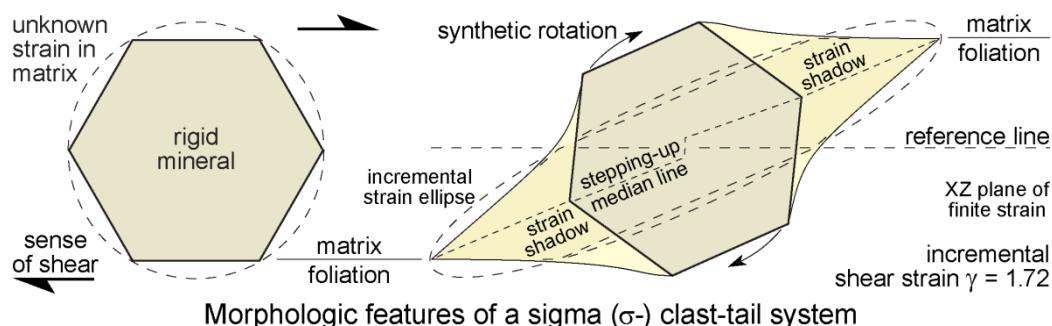 unknown
strain in
matrix
rigid
mineral
sense
of shear
synthetic rotation
matrix
foliation
strain
shadow
reference line
stepping-up
median line
incremental
strain ellipse
strain
shadow
matrix
foliation
XZ plane of
finite strain
incremental
shear strain γ = 1.72
Morphologic features of a sigma (σ-) clast-tail system